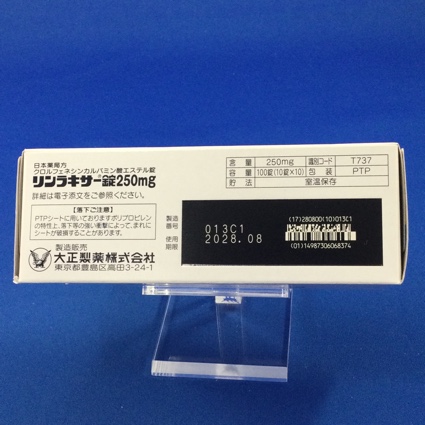 日本薬局方
クロルフェネシンカルバミン酸エステル錠
リンラキサー錠250mg
詳細は電子添文をご参照ください。
【落下ご注意】
PTPシートに用いておりますポリプロピレン
の特性上、落下等の強い衝撃によって、まれに
シートが破損することがあります。
製造販売
大正製薬株式会社
東京都豊島区高田3-24-1
含量 250mg 識別コード T737
容量 100錠(10錠×10) 包装 PTP
貯法 室温保存
製造番号 013C1
使用期限 2028.08
(17)280800(10)013C1
(01)14987306068374